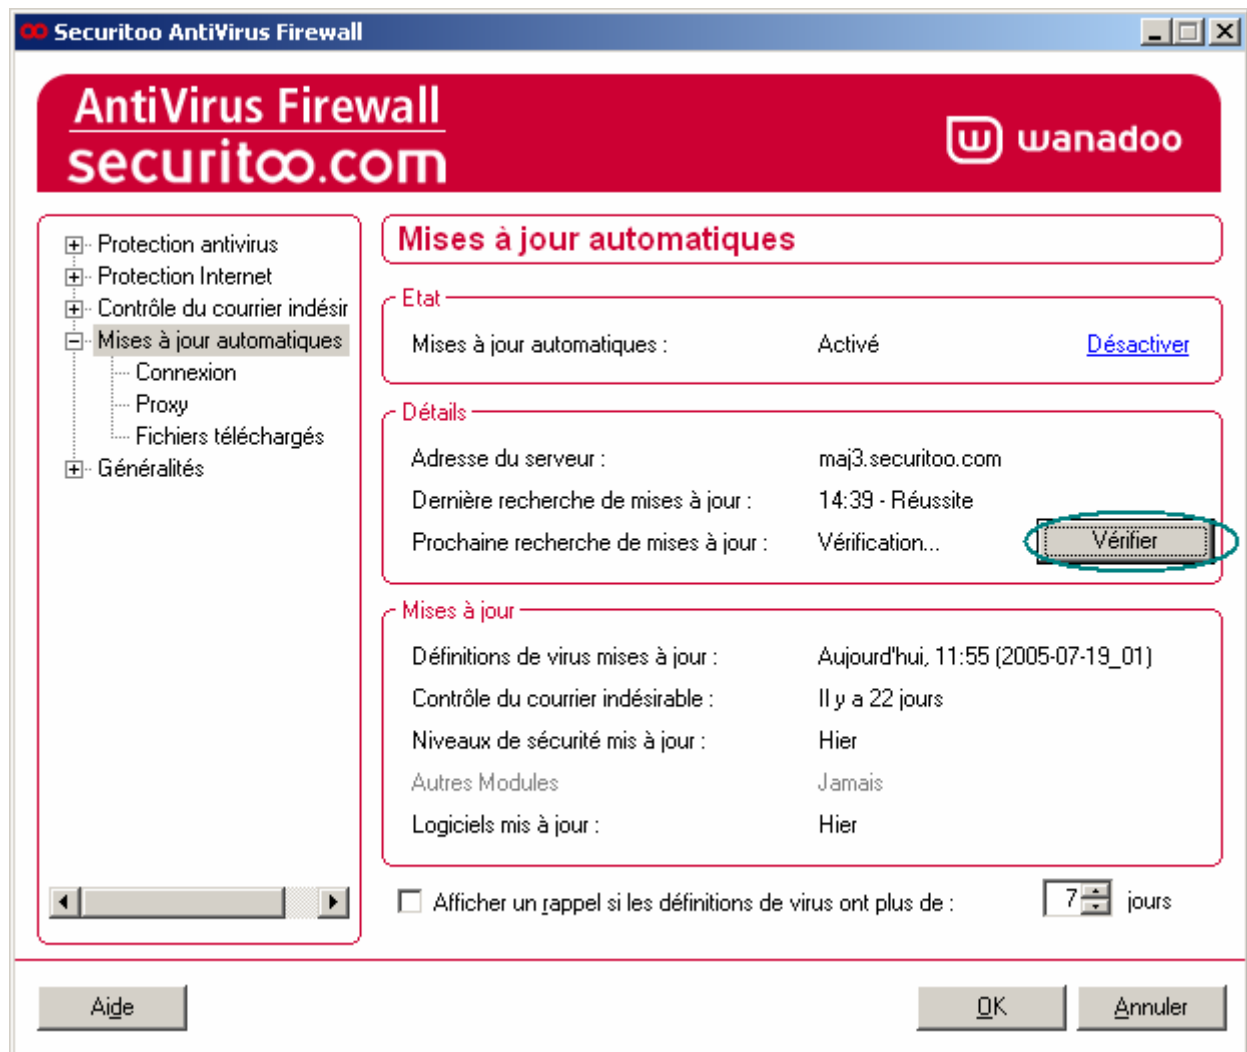 Securitoo AntiVirus Firewall
AntiVirus Firewall
securitoo.com
wanadoo
Protection antivirus
Protection Internet
Contrôle du courrier indésir
Mises à jour automatiques
Connexion
Proxy
Fichiers téléchargés
Généralités
Mises à jour automatiques
Etat
Mises à jour automatiques : Activé Désactiver
Détails
Adresse du serveur : maj3.securitoo.com
Dernière recherche de mises à jour : 14:39 - Réussite
Prochaine recherche de mises à jour : Vérification... Vérifier
Mises à jour
Définitions de virus mises à jour : Aujourd'hui, 11:55 (2005-07-19_01)
Contrôle du courrier indésirable : Il y a 22 jours
Niveaux de sécurité mis à jour : Hier
Autres Modules Jamais
Logiciels mis à jour : Hier
Afficher un rappel si les définitions de virus ont plus de : 7 jours
Aide OK Annuler